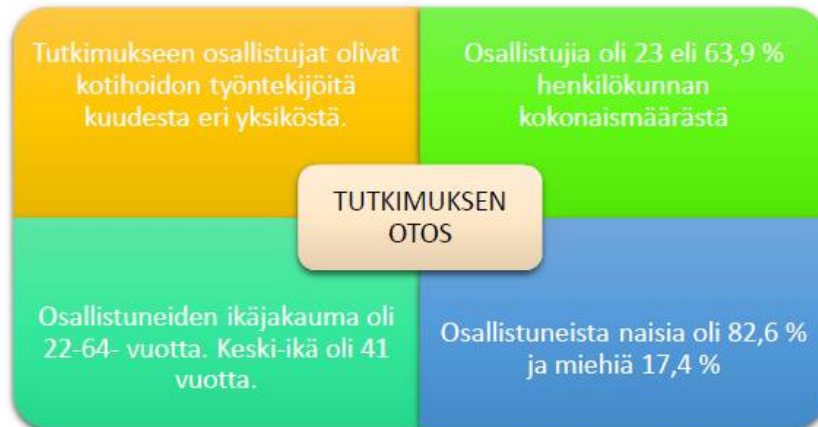 Tutkimukseen osallistujat olivat
kotihoidon työntekijöitä
kuudesta eri yksiköstä.
Osallistujia oli 23 eli 63,9 %
henkilökunnan
kokonaismäärästä
TUTKIMUKSEN
OTOS
Osallistuneiden ikäjakauma oli
22-64- vuotta. Keski-ikä oli 41
vuotta.
Osallistuneista naisia oli 82,6 %
ja miehiä 17,4 %